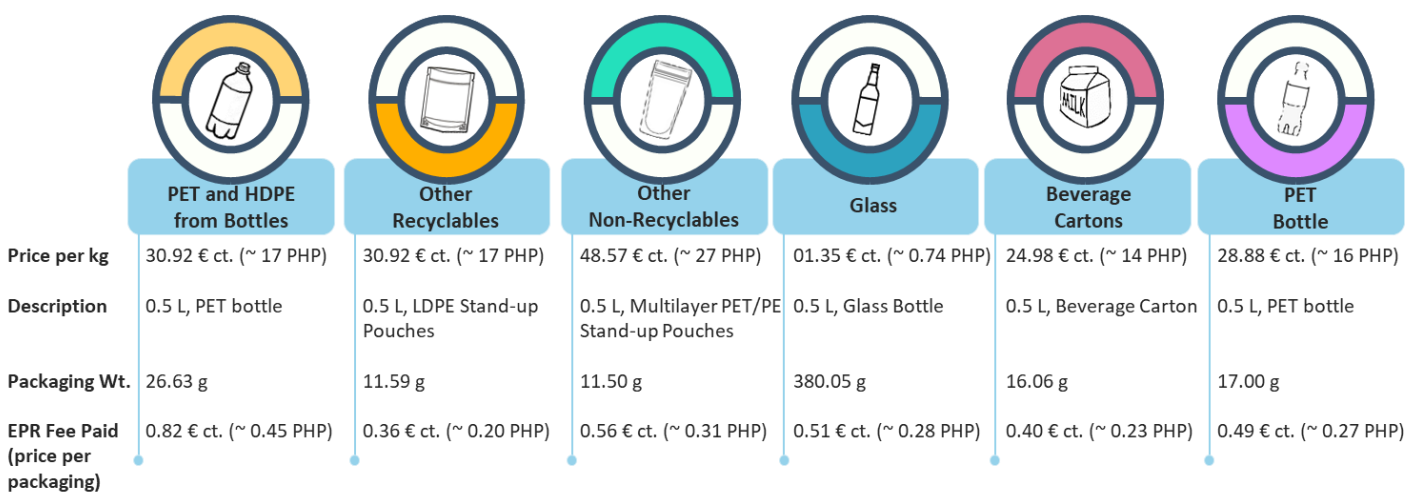 MILK
PET and HDPE
from Bottles
Other
Recyclables
Other
Non-Recyclables
Glass
Beverage
Cartons
PET
Bottle
Price per kg 30.92 € ct. (~ 17 PHP) 30.92 € ct. (~ 17 PHP) 48.57 € ct. (~ 27 PHP) 01.35 € ct. (~ 0.74 PHP) 24.98 € ct. (~ 14 PHP) 28.88 € ct. (~ 16 PHP)
Description 0.5 L, PET bottle 0.5 L, LDPE Stand-up 0.5 L, Multilayer PET/PE 0.5 L, Glass Bottle 0.5 L, Beverage Carton 0.5 L, PET bottle
Pouches Stand-up Pouches
Packaging Wt. 26.63 g 11.59 g 11.50 g 380.05 g 16.06 g 17.00 g
EPR Fee Paid 0.82 € ct. (~ 0.45 PHP) 0.36 € ct. (~ 0.20 PHP) 0.56 € ct. (~ 0.31 PHP) 0.51 € ct. (~ 0.28 PHP) 0.40 € ct. (~ 0.23 PHP) 0.49 € ct. (~ 0.27 PHP)
(price per
packaging)